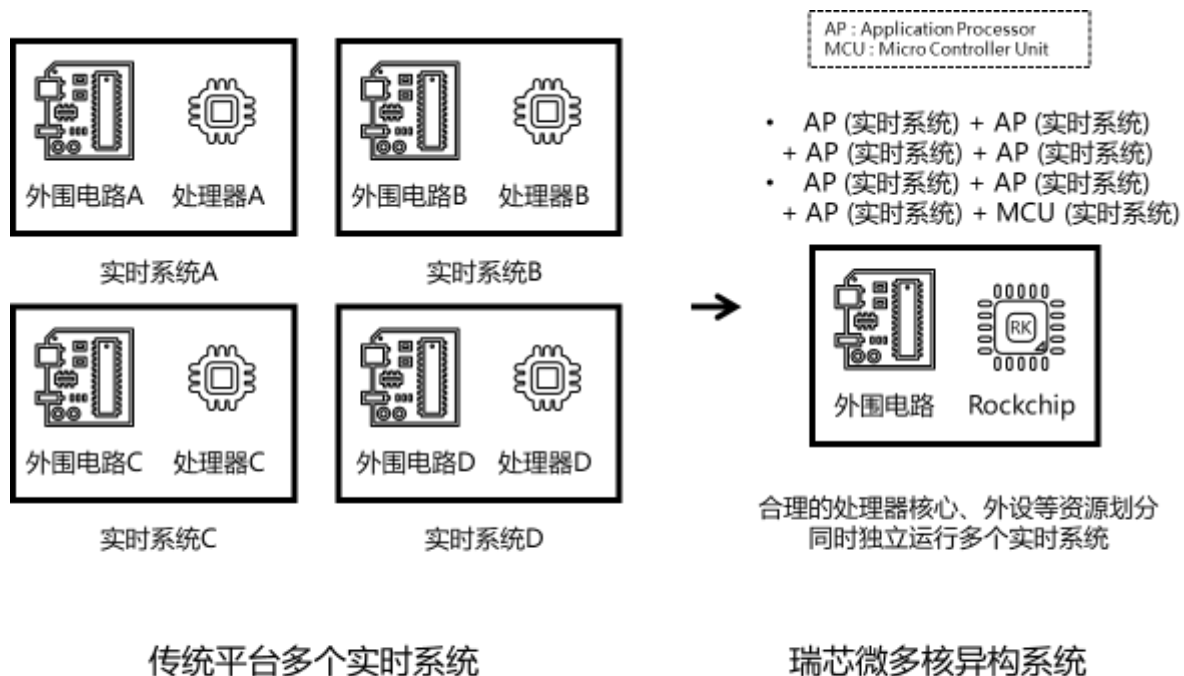 AP : Application Processor
MCU : Micro Controller Unit
外围电路A 处理器A
实时系统A
外围电路B 处理器B
实时系统B
外围电路C 处理器C
实时系统C
外围电路D 处理器D
实时系统D
传统平台多个实时系统
• AP (实时系统) + AP (实时系统)
+ AP (实时系统) + AP (实时系统)
• AP (实时系统) + AP (实时系统)
+ AP (实时系统) + MCU (实时系统)
RK
外围电路 Rockchip
合理的处理器核心、外设等资源划分
同时独立运行多个实时系统
瑞芯微多核异构系统